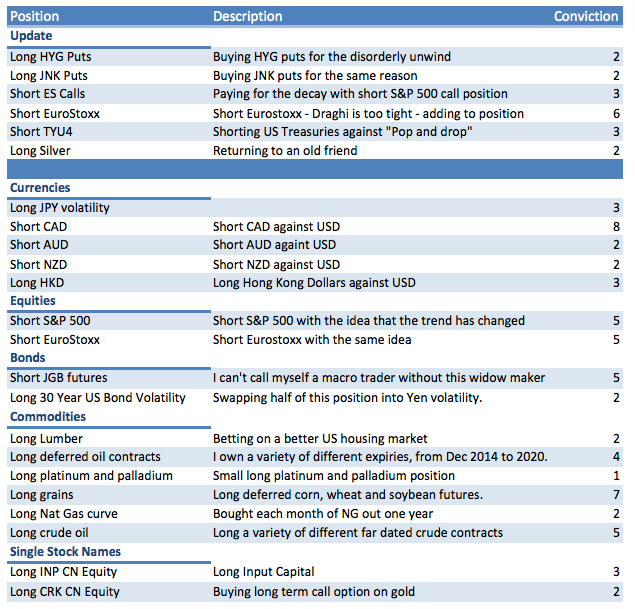 Position Description Conviction
Update
Long HYG Puts Buying HYG puts for the disorderly unwind 2
Long JNK Puts Buying JNK puts for the same reason 2
Short ES Calls Paying for the decay with short S&P 500 call position 3
Short EuroStoxx Short Eurostoxx - Draghi is too tight - adding to position 6
Short TYU4 Shorting US Treasuries against "Pop and drop" 3
Long Silver Returning to an old friend 2
Currencies
Long JPY volatility 3
Short CAD Short CAD against USD 8
Short AUD Short AUD againt USD 2
Short NZD Short NZD against USD 2
Long HKD Long Hong Kong Dollars against USD 3
Equities
Short S&P 500 Short S&P 500 with the idea that the trend has changed 5
Short EuroStoxx Short Eurostoxx with the same idea 5
Bonds
Short JGB futures I can't call myself a macro trader without this widow maker 5
Long 30 Year US Bond Volatility Swapping half of this position into Yen volatility. 2
Commodities
Long Lumber Betting on a better US housing market 2
Long deferred oil contracts I own a variety of different expiries, from Dec 2014 to 2020. 4
Long platinum and palladium Small long platinum and palladium position 1
Long grains Long deferred corn, wheat and soybean futures. 7
Long Nat Gas curve Bought each month of NG out one year 2
Long crude oil Long a variety of different far dated crude contracts 5
Single Stock Names
Long INP CN Equity Long Input Capital 3
Long CRK CN Equity Buying long term call option on gold 2